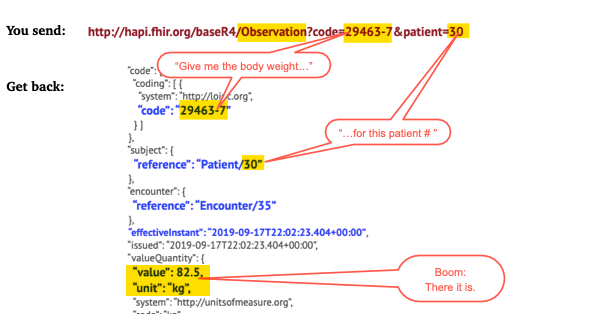 You send: http://hapi.fhir.org/baseR4/Observation?code=29463-7&patient=30
"Give me the body weight…"
Get back:
"code":
"coding": [ {
"system": "http://loinc.org",
"code": "29463-7"
} ]
},
"…for this patient # "
"subject": {
"reference": "Patient/30"
},
"encounter": {
"reference": "Encounter/35"
},
"effectiveInstant": "2019-09-17T22:02:23.404+00:00",
"issued": "2019-09-17T22:02:23.404+00:00",
"valueQuantity": {
"value": 82.5,
"unit": "kg",
Boom:
There it is.
"system": "http://unitsofmeasure.org",
"code": "kg"